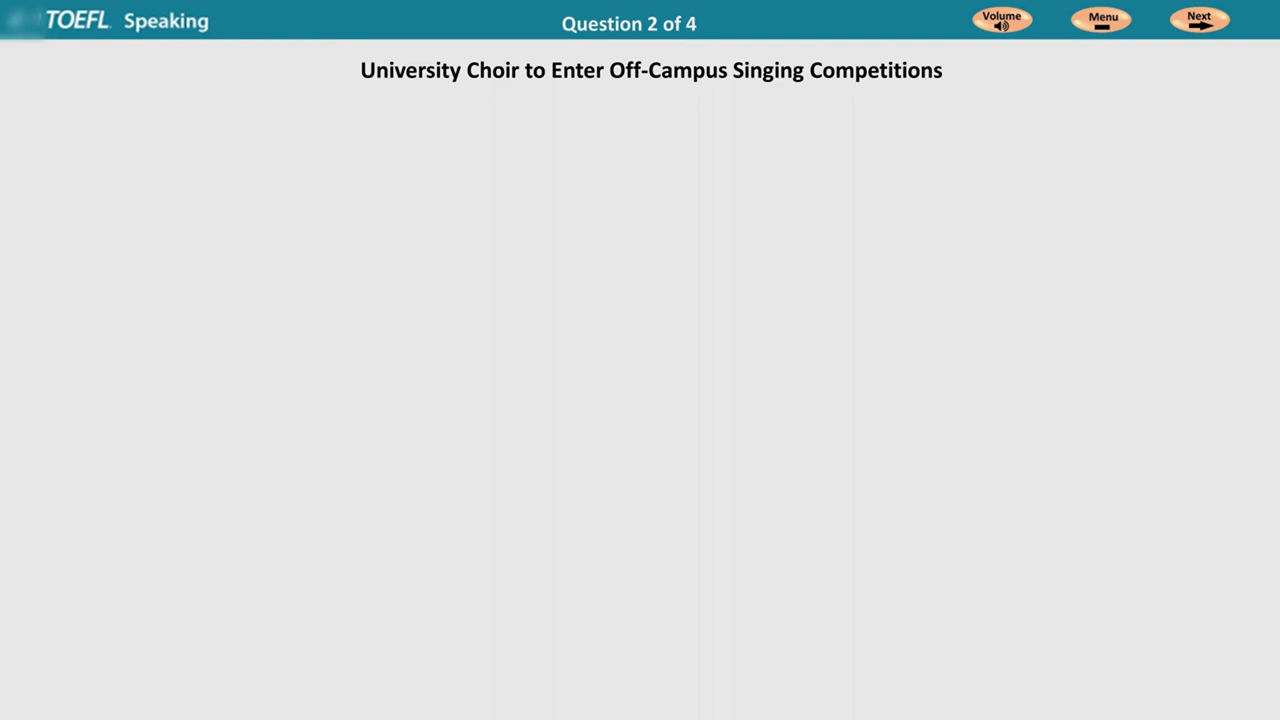 TOEFL Speaking
Question 2 of 4
Volume
Menu
Next
University Choir to Enter Off-Campus Singing Competitions